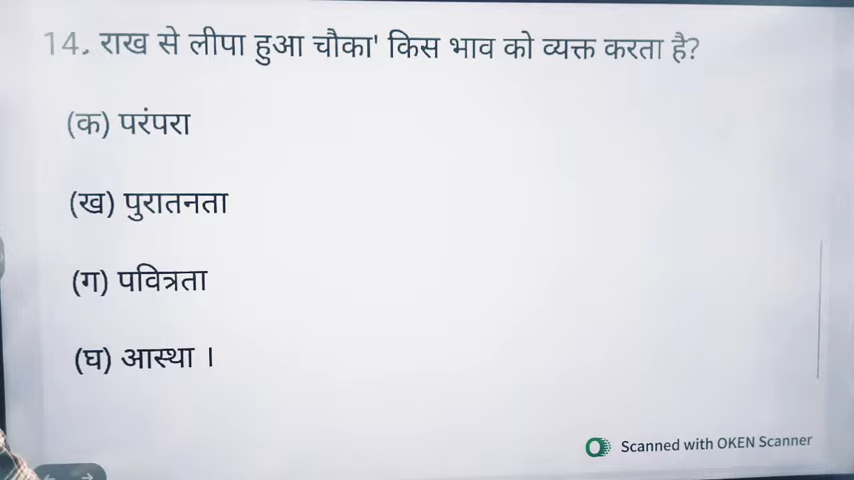 14. राख से लीपा हुआ चौका' किस भाव को व्यक्त करता है?
(क) परंपरा
(ख) पुरातनता
(ग) पवित्रता
(घ) आस्था ।
Scanned with OKEN Scanner